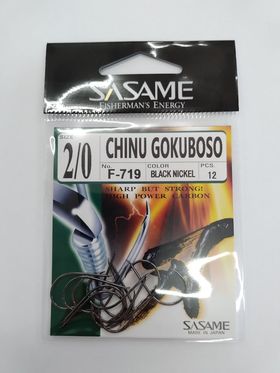 SASAME
FISHERMEN'S ENERGY
SIZE
2/0
CHINU GOKUBOSO
No.
F-719
COLOR
BLACK NICKEL
PCS.
12
SHARP BUT STRONG!
HIGH POWER CARBON
SASAME
MADE IN JAPAN